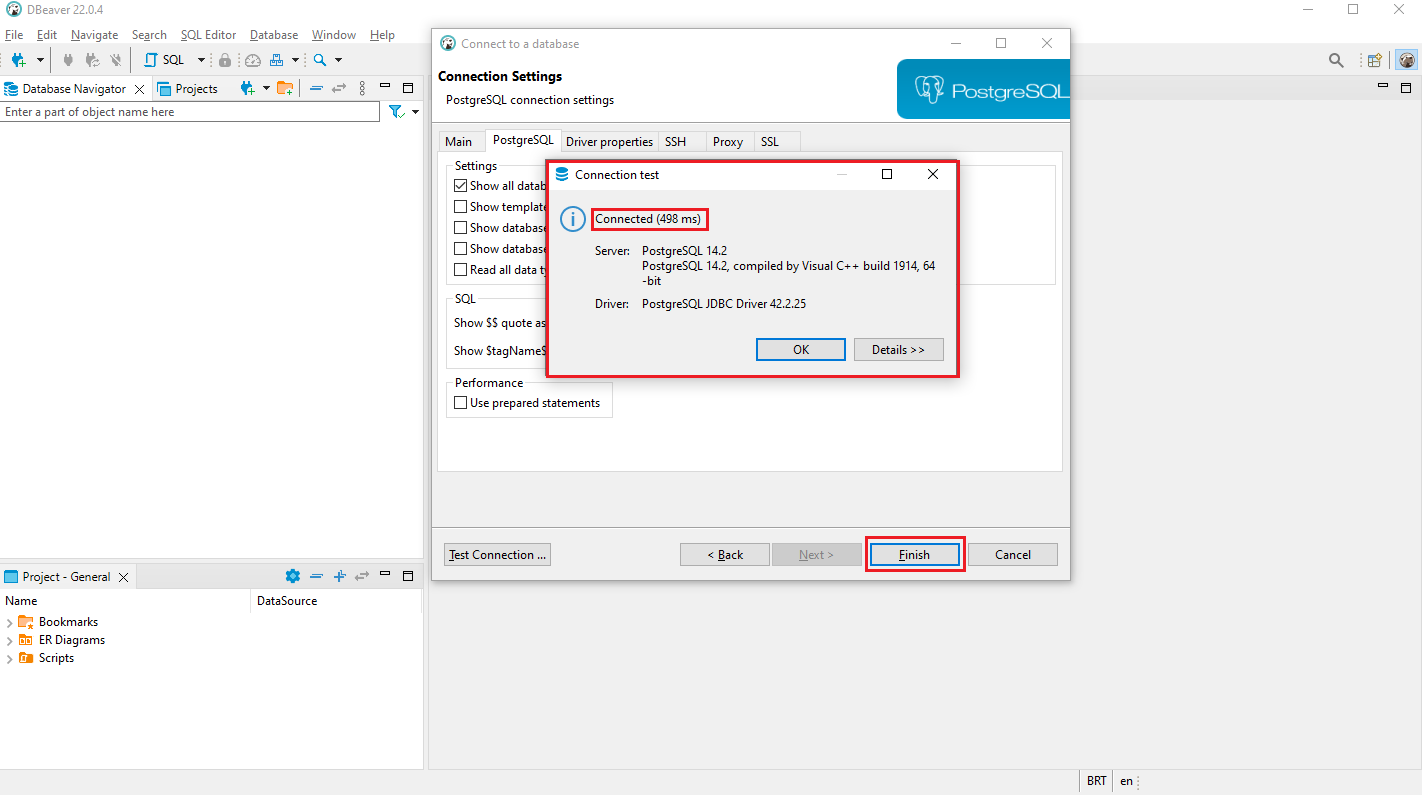 DBeaver 22.0.4
File Edit Navigate Search SQL Editor Database Window Help
SQL
Database Navigator
Projects
Enter a part of object name here
Connect to a database
Connection Settings
PostgreSQL connection settings
PostgreSQL
Main PostgreSQL Driver properties SSH Proxy SSL
Settings
Show all datab
Show template
Show database
Show database
Read all data ty
SQL
Show $$ quote as
Show $tagName$
Performance
Use prepared statements
Connection test
Connected (498 ms)
Server: PostgreSQL 14.2
PostgreSQL 14.2, compiled by Visual C++ build 1914, 64
-bit
Driver: PostgreSQL JDBC Driver 42.2.25
OK Details >>
Test Connection ... < Back Next > Finish Cancel
Project - General
Name DataSource
Bookmarks
ER Diagrams
Scripts
BRT en